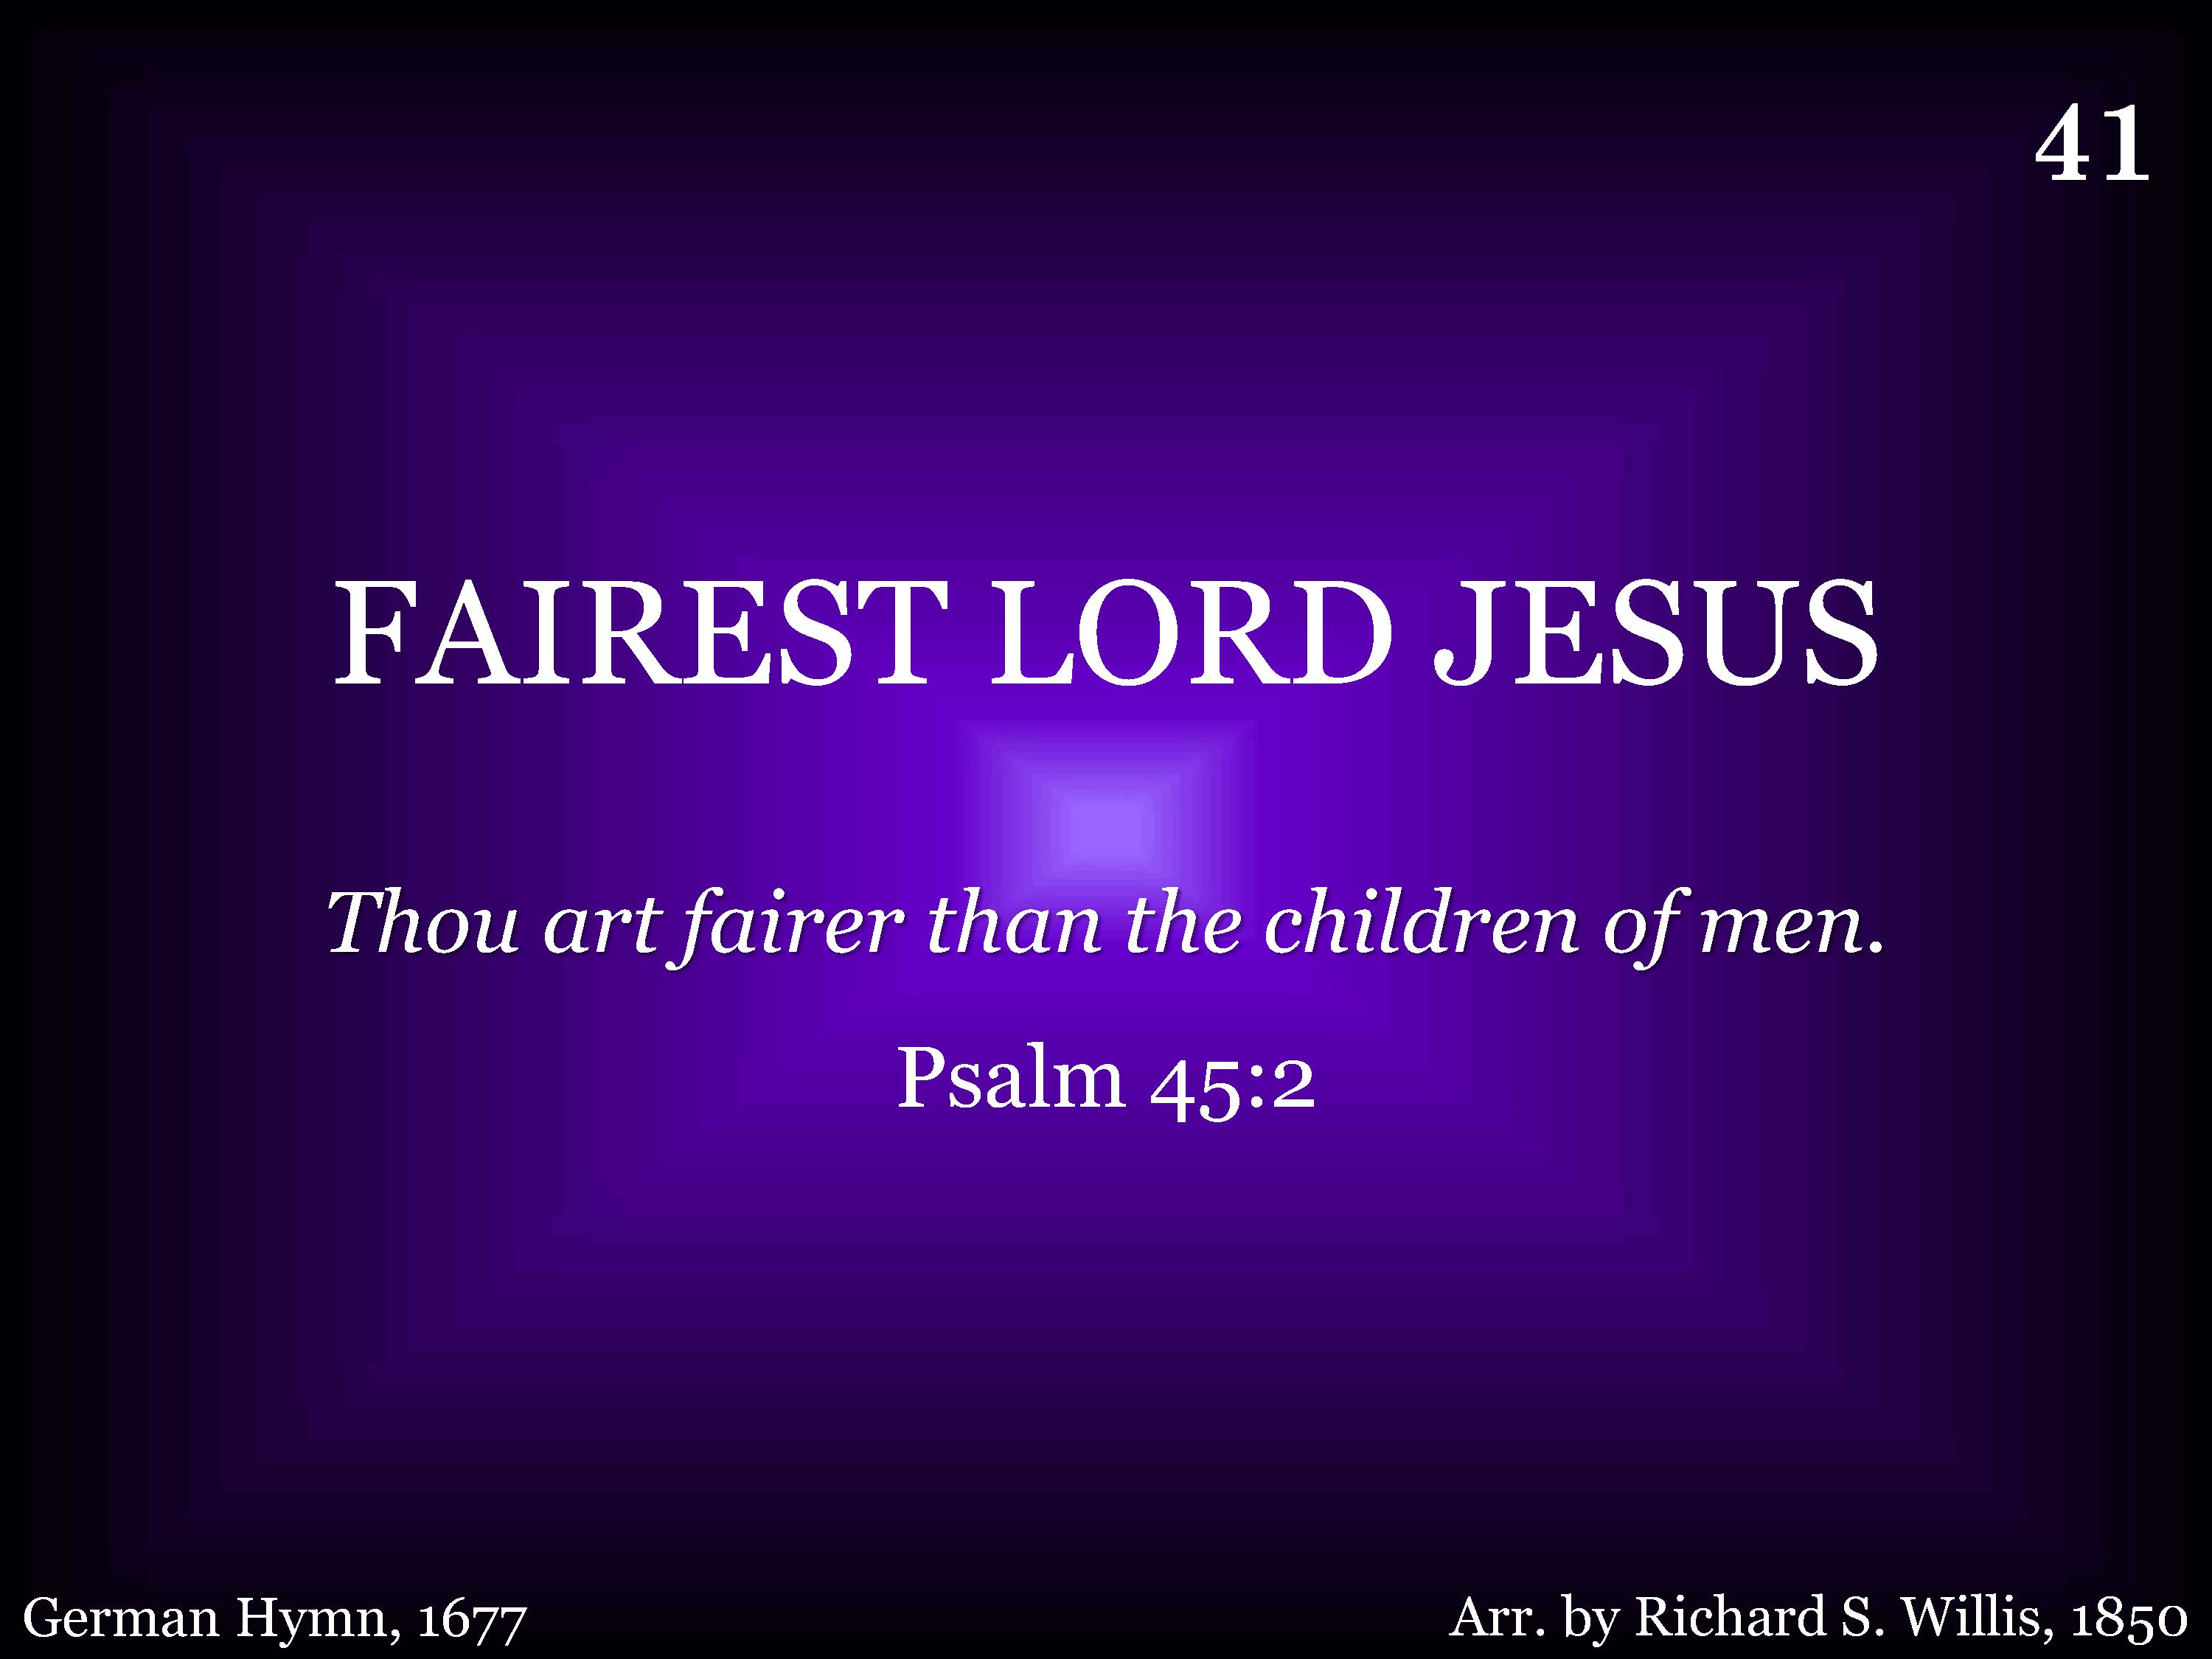 41
FAIREST LORD JESUS
Thou art fairer than the children of men.
Psalm 45:2
German Hymn, 1677
Arr. by Richard S. Willis, 1850